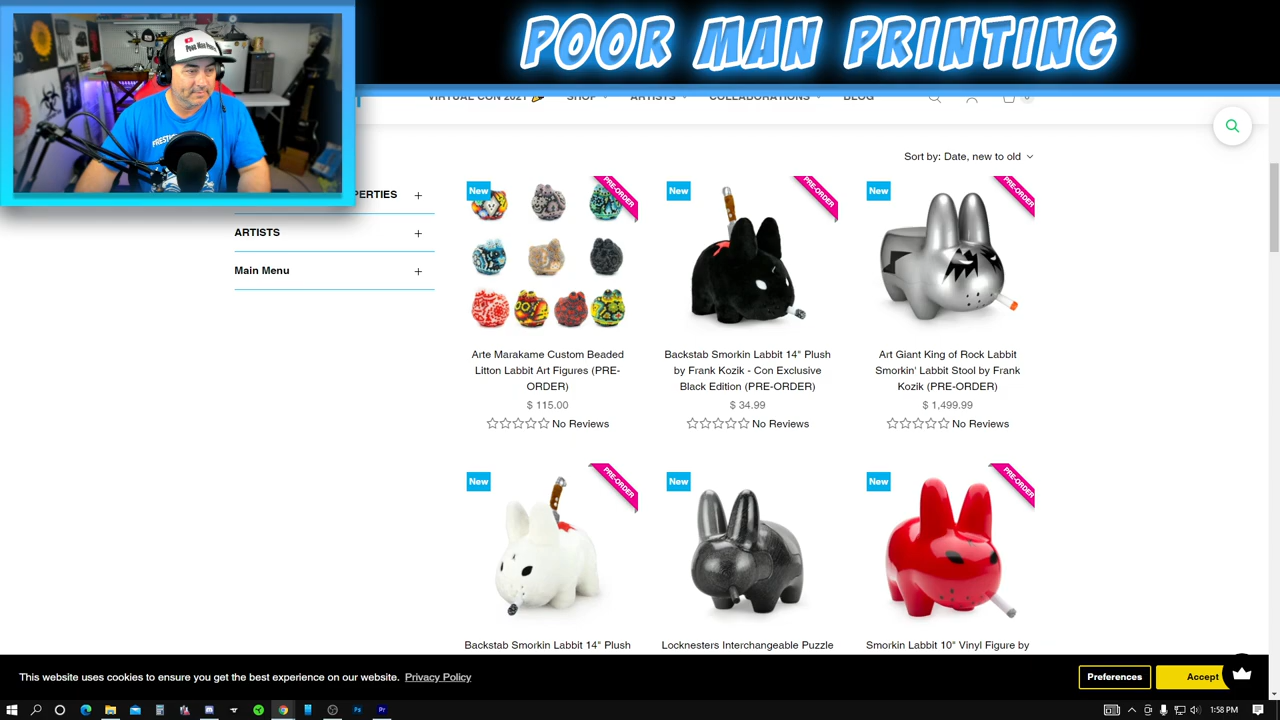 POOR MAN PRINTING
Poor Man
PRESTIGE
VIRTUAL CON 2021 SHOP ARTISTS COLLABORATIONS BLOG
0
Sort by: Date, new to old
PERTIES
ARTISTS
Main Menu
New
PRE-ORDER
New
PRE-ORDER
New
PRE-ORDER
Arte Marakame Custom Beaded
Litton Labbit Art Figures (PRE-
ORDER)
$ 115.00
No Reviews
Backstab Smorkin Labbit 14" Plush
by Frank Kozik - Con Exclusive
Black Edition (PRE-ORDER)
$ 34.99
No Reviews
Art Giant King of Rock Labbit
Smorkin' Labbit Stool by Frank
Kozik (PRE-ORDER)
$ 1,499.99
No Reviews
New
PRE-ORDER
New
New
PRE-ORDER
Backstab Smorkin Labbit 14" Plush
Locknesters Interchangeable Puzzle
Smorkin Labbit 10" Vinyl Figure by
This website uses cookies to ensure you get the best experience on our website. Privacy Policy
Preferences
Accept
1:58 PM